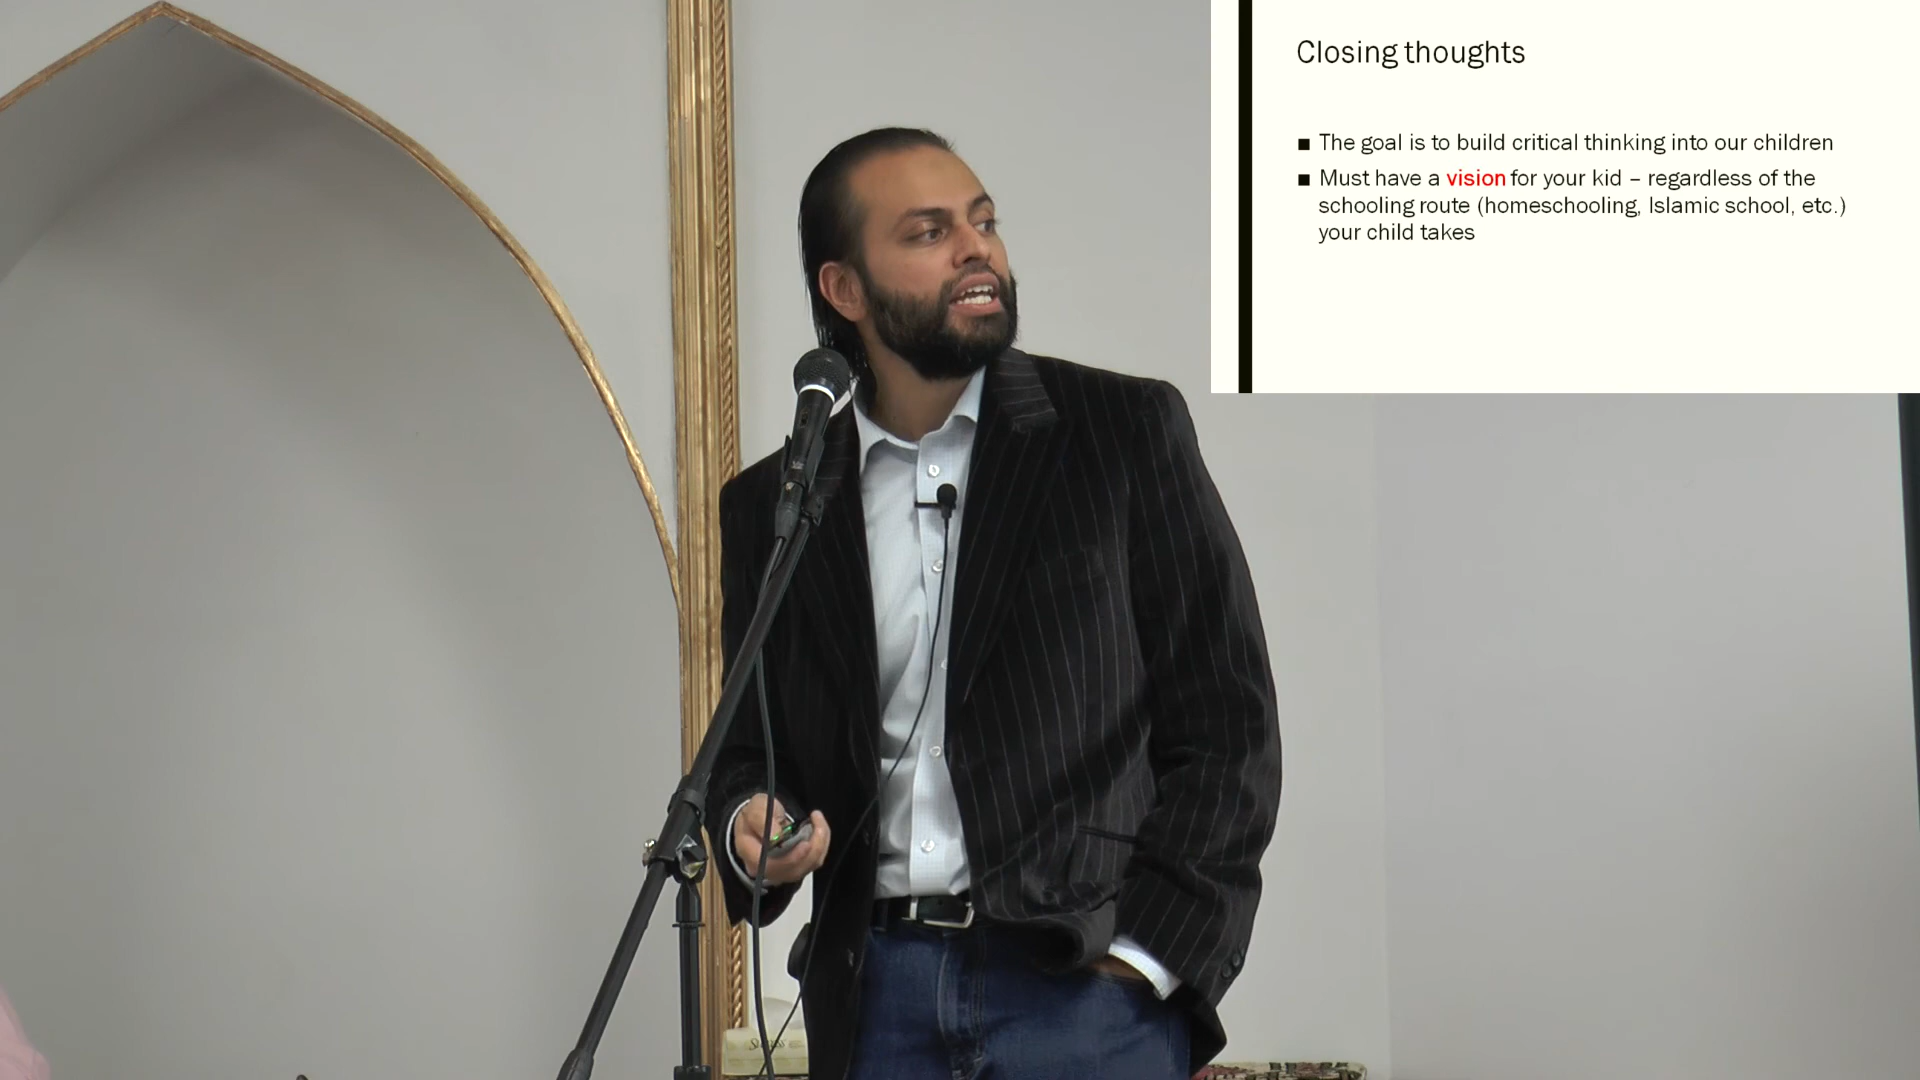 Closing thoughts
■ The goal is to build critical thinking into our children
■ Must have a vision for your kid – regardless of the
schooling route (homeschooling, Islamic school, etc.)
your child takes